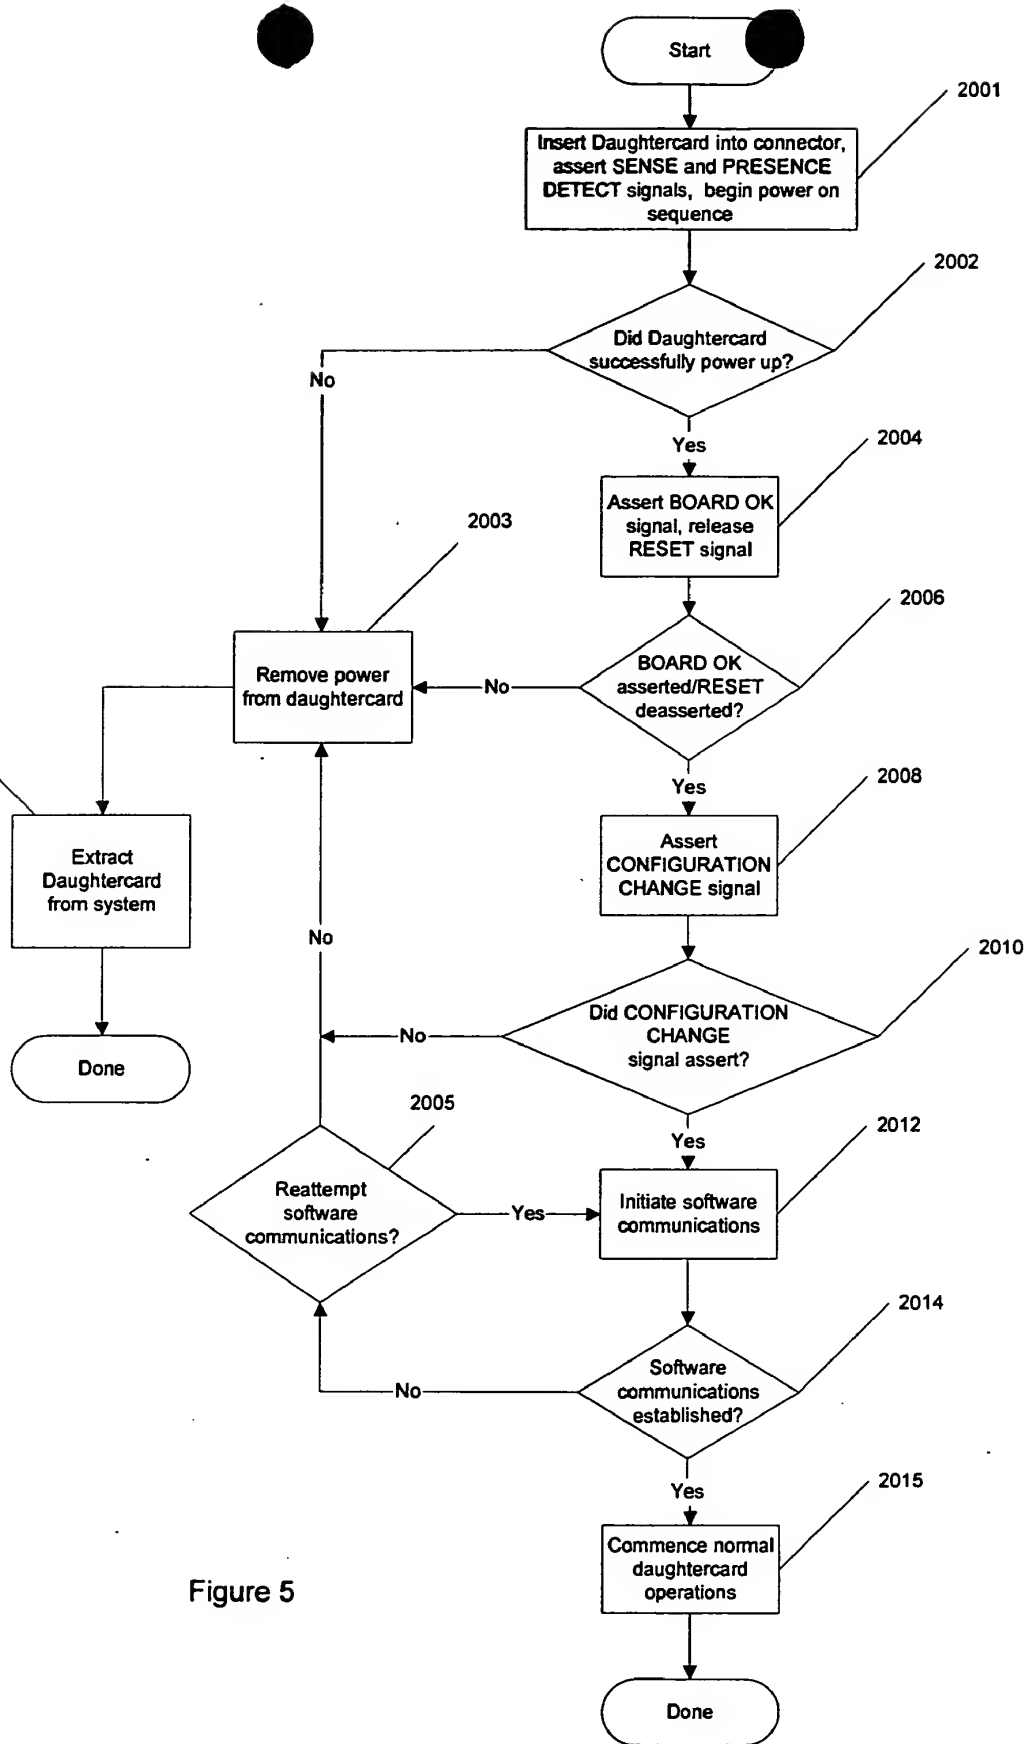 Start
2001
Insert Daughtercard into connector,
assert SENSE and PRESENCE
DETECT signals, begin power on
sequence
2002
Did Daughtercard
successfully power up?
No
Yes
2004
Assert BOARD OK
signal, release
RESET signal
2003
2006
Remove power
from daughtercard
No
BOARD OK
asserted/RESET
deasserted?
Yes
2008
Assert
CONFIGURATION
CHANGE signal
Extract
Daughtercard
from system
No
2010
Did CONFIGURATION
CHANGE
signal assert?
No
Done
2005
Yes
2012
Reattempt
software
communications?
Yes
Initiate software
communications
2014
Software
communications
established?
No
Yes
2015
Commence normal
daughtercard
operations
Figure 5
Done